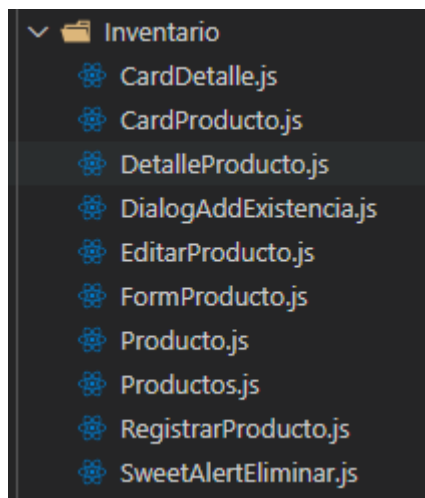 Inventario
CardDetalle.js
CardProducto.js
DetalleProducto.js
DialogAddExistencia.js
EditarProducto.js
FormProducto.js
Producto.js
Productos.js
RegistrarProducto.js
SweetAlertEliminar.js